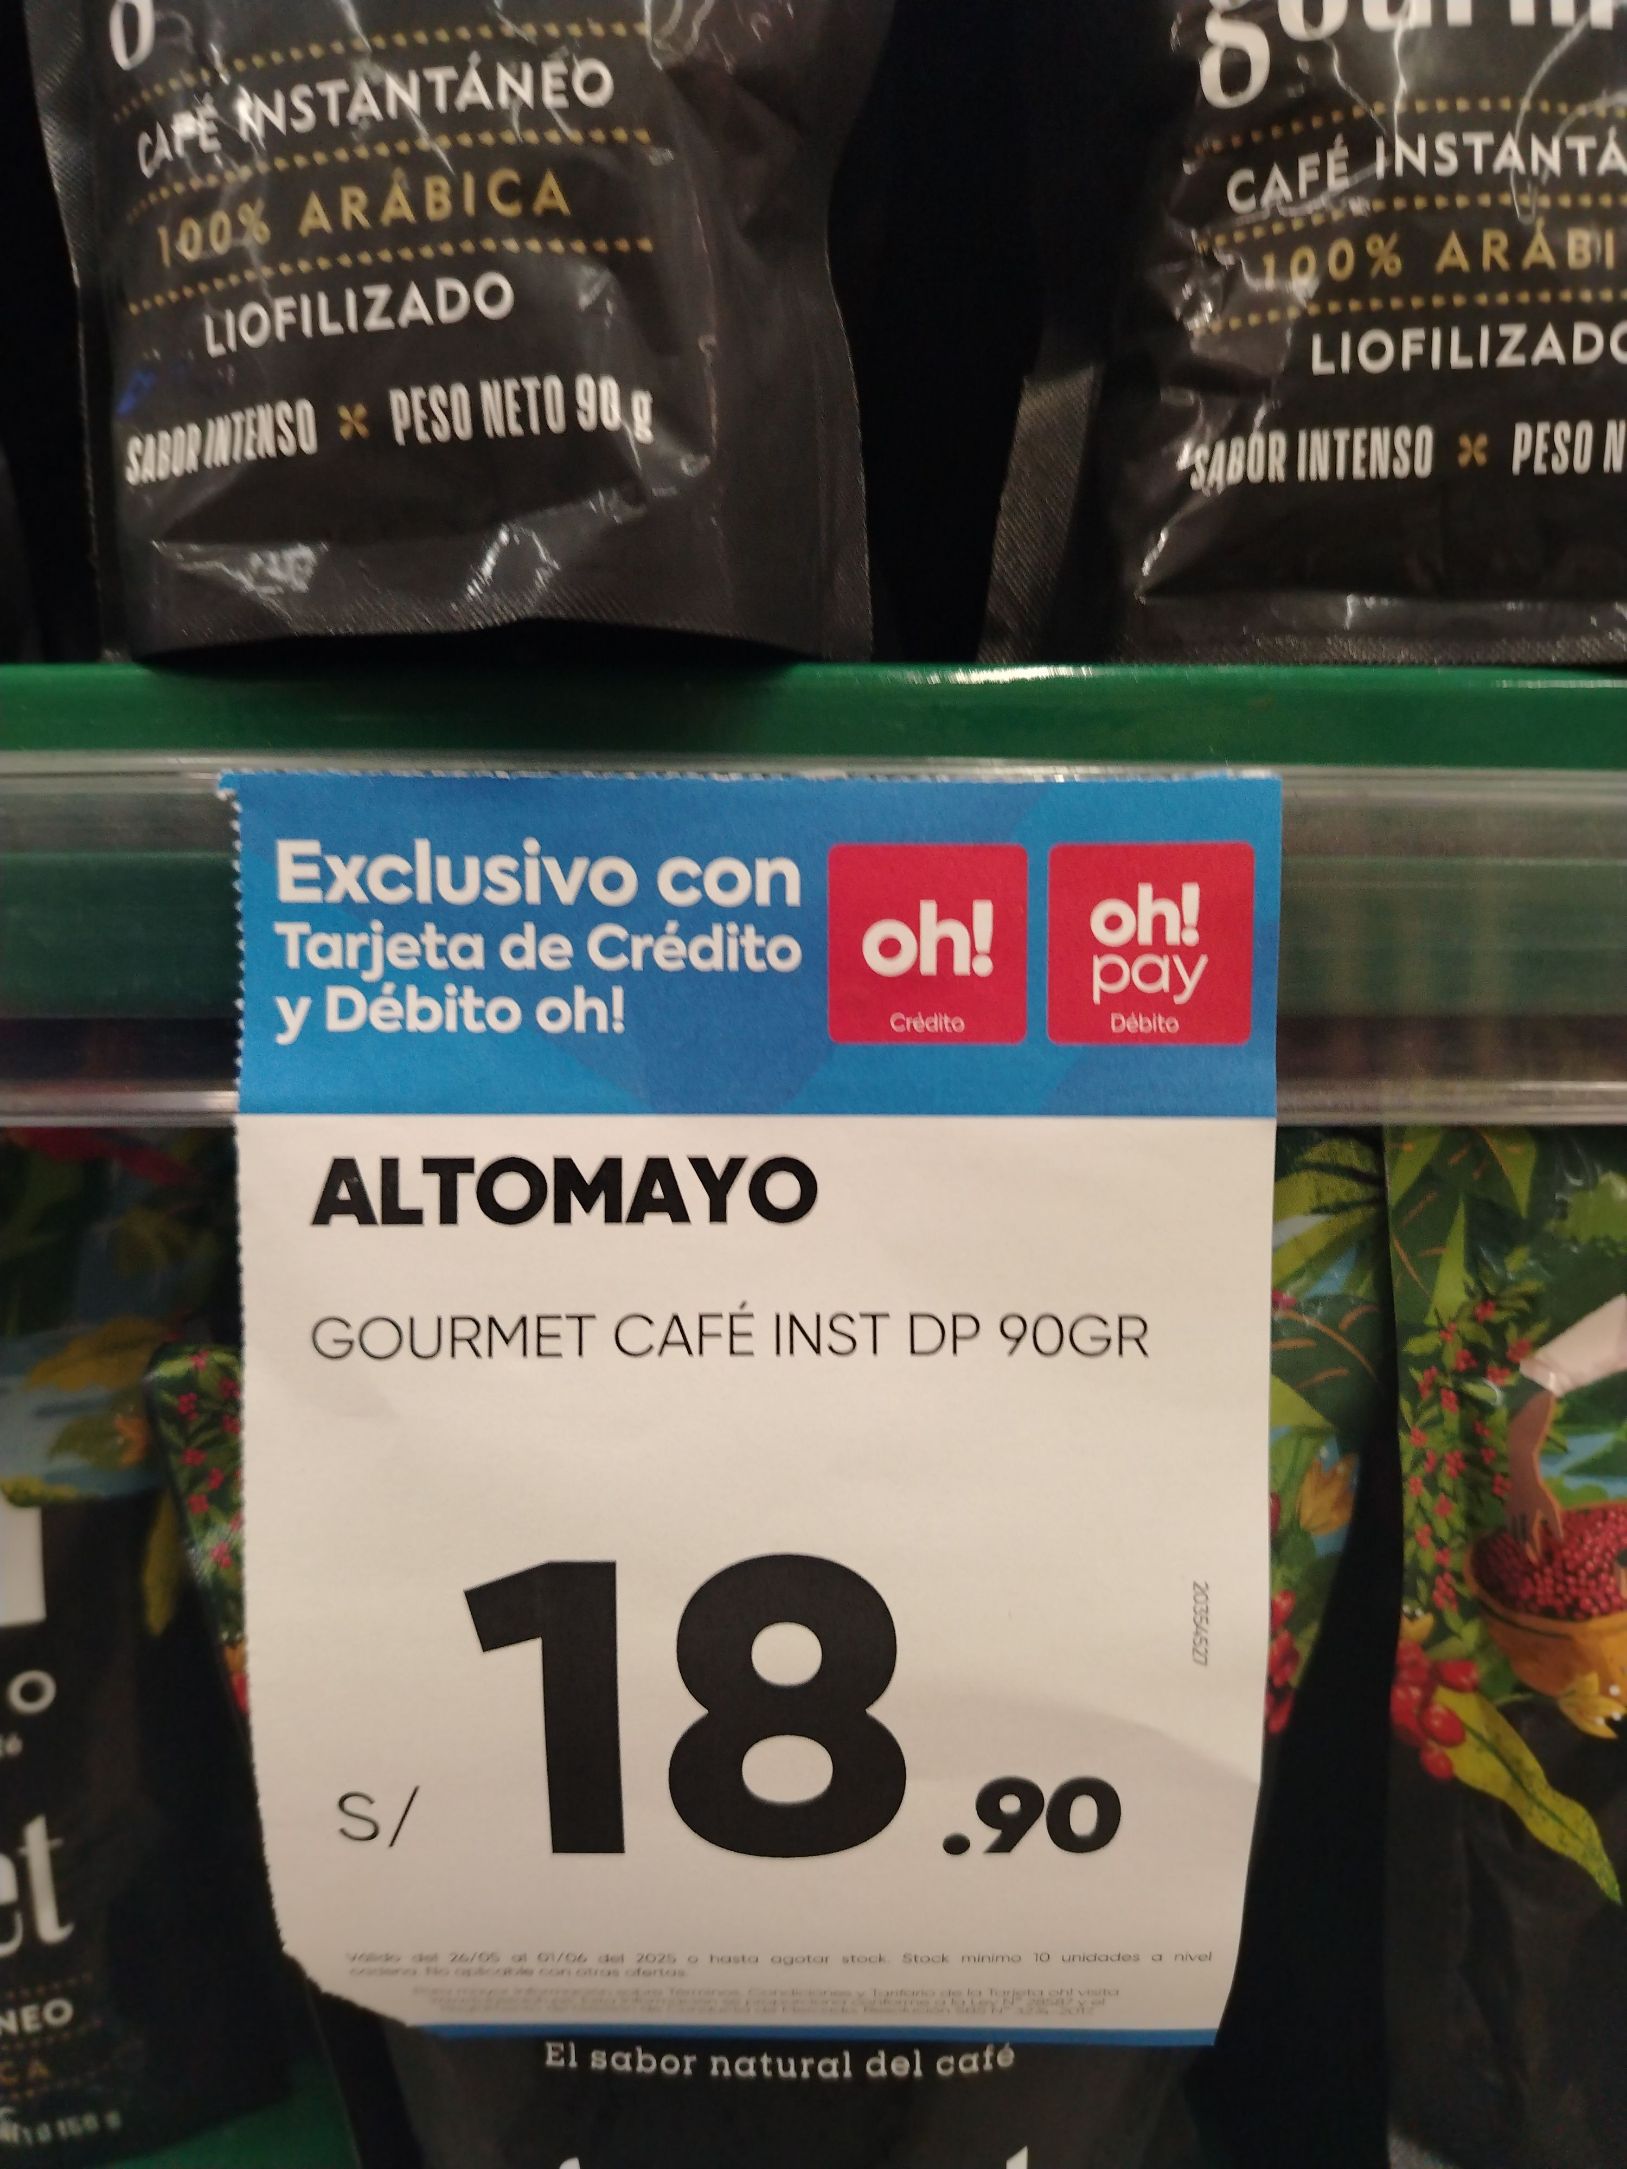 CAFÉ INSTANTÁNEO
100% ARÁBICA
LIOFILIZADO
SABOR INTENSO x PESO NETO 90 g
gourm
CAFÉ INSTANTÁ
100% ARÁBI
LIOFILIZADO
SABOR INTENSO x PESO N
Exclusivo con
Tarjeta de Crédito
y Débito oh!
oh!
Crédito
oh!
pay
Débito
ALTOMAYO
GOURMET CAFÉ INST DP 90GR
S/ 18.90
20354527
Válido del 26/05 al 01/06 del 2025 o hasta agotar stock. Stock mínimo 10 unidades a nivel
cadena. No aplicable con otras ofertas.
El sabor natural del café
et
NEO
CA